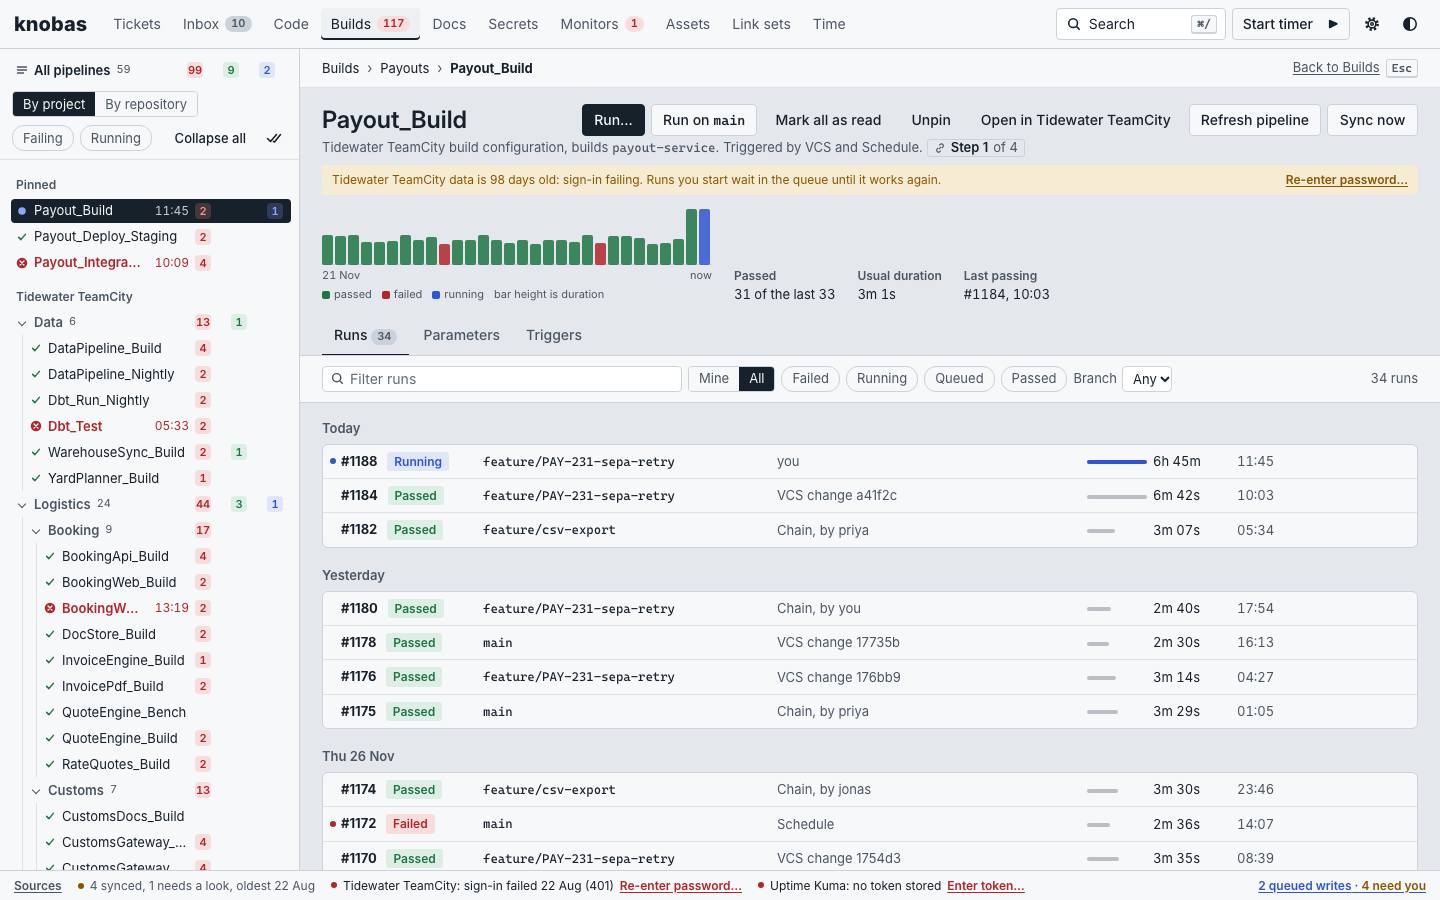 knobas Tickets Inbox 10 Code Builds 117 Docs Secrets Monitors 1 Assets Link sets Time Search ⌘/ Start timer
All pipelines 59 99 9 2
By project By repository
Failing Running Collapse all
Pinned
Payout_Build 11:45 2 1
Payout_Deploy_Staging 2
Payout_Integra... 10:09 4
Tidewater TeamCity
Data 6 13 1
DataPipeline_Build 4
DataPipeline_Nightly 2
Dbt_Run_Nightly 2
Dbt_Test 05:33 2
WarehouseSync_Build 2 1
YardPlanner_Build 1
Logistics 24 44 3 1
Booking 9 17
BookingApi_Build 4
BookingWeb_Build 2
BookingW... 13:19 2
DocStore_Build 2
InvoiceEngine_Build 1
InvoicePdf_Build 2
QuoteEngine_Bench
QuoteEngine_Build 2
RateQuotes_Build 2
Customs 7 13
CustomsDocs_Build
CustomsGateway_... 4
CustomsGateway 4
Builds › Payouts › Payout_Build Back to Builds Esc
Payout_Build Run... Run on main Mark all as read Unpin Open in Tidewater TeamCity Refresh pipeline Sync now
Tidewater TeamCity build configuration, builds payout-service. Triggered by VCS and Schedule. Step 1 of 4
Tidewater TeamCity data is 98 days old: sign-in failing. Runs you start wait in the queue until it works again. Re-enter password...
21 Nov now
passed failed running bar height is duration
Passed Usual duration Last passing
31 of the last 33 3m 1s #1184, 10:03
Runs 34 Parameters Triggers
Filter runs Mine All Failed Running Queued Passed Branch Any 34 runs
Today
#1188 Running feature/PAY-231-sepa-retry you 6h 45m 11:45
#1184 Passed feature/PAY-231-sepa-retry VCS change a41f2c 6m 42s 10:03
#1182 Passed feature/csv-export Chain, by priya 3m 07s 05:34
Yesterday
#1180 Passed feature/PAY-231-sepa-retry Chain, by you 2m 40s 17:54
#1178 Passed main VCS change 17735b 2m 30s 16:13
#1176 Passed feature/PAY-231-sepa-retry VCS change 176bb9 3m 14s 04:27
#1175 Passed main Chain, by priya 3m 29s 01:05
Thu 26 Nov
#1174 Passed feature/csv-export Chain, by jonas 3m 30s 23:46
#1172 Failed main Schedule 2m 36s 14:07
#1170 Passed feature/PAY-231-sepa-retry VCS change 1754d3 3m 35s 08:39
Sources 4 synced, 1 needs a look, oldest 22 Aug Tidewater TeamCity: sign-in failed 22 Aug (401) Re-enter password... Uptime Kuma: no token stored Enter token... 2 queued writes · 4 need you